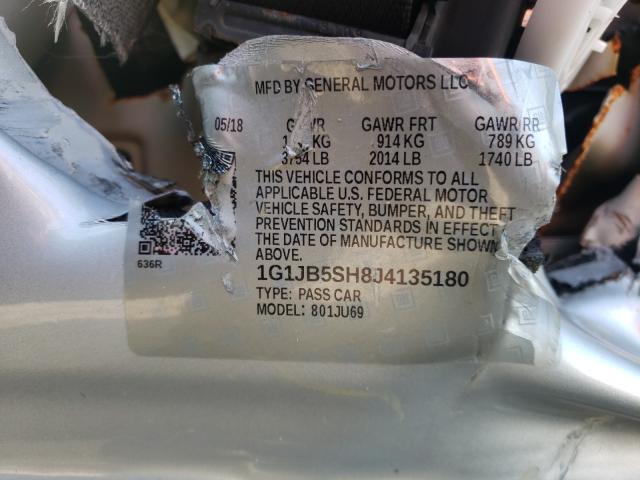 MFD BY GENERAL MOTORS LLC
05/18 GAWR FRT GAWR RR
KG 914 KG 789 KG
LB 2014 LB 1740 LB
THIS VEHICLE CONFORMS TO ALL
APPLICABLE U.S. FEDERAL MOTOR
VEHICLE SAFETY, BUMPER, AND THEFT
PREVENTION STANDARDS IN EFFECT
THE DATE OF MANUFACTURE SHOWN
ABOVE.
636R
1G1JB5SH8J4135180
TYPE: PASS CAR
MODEL: 801JU69